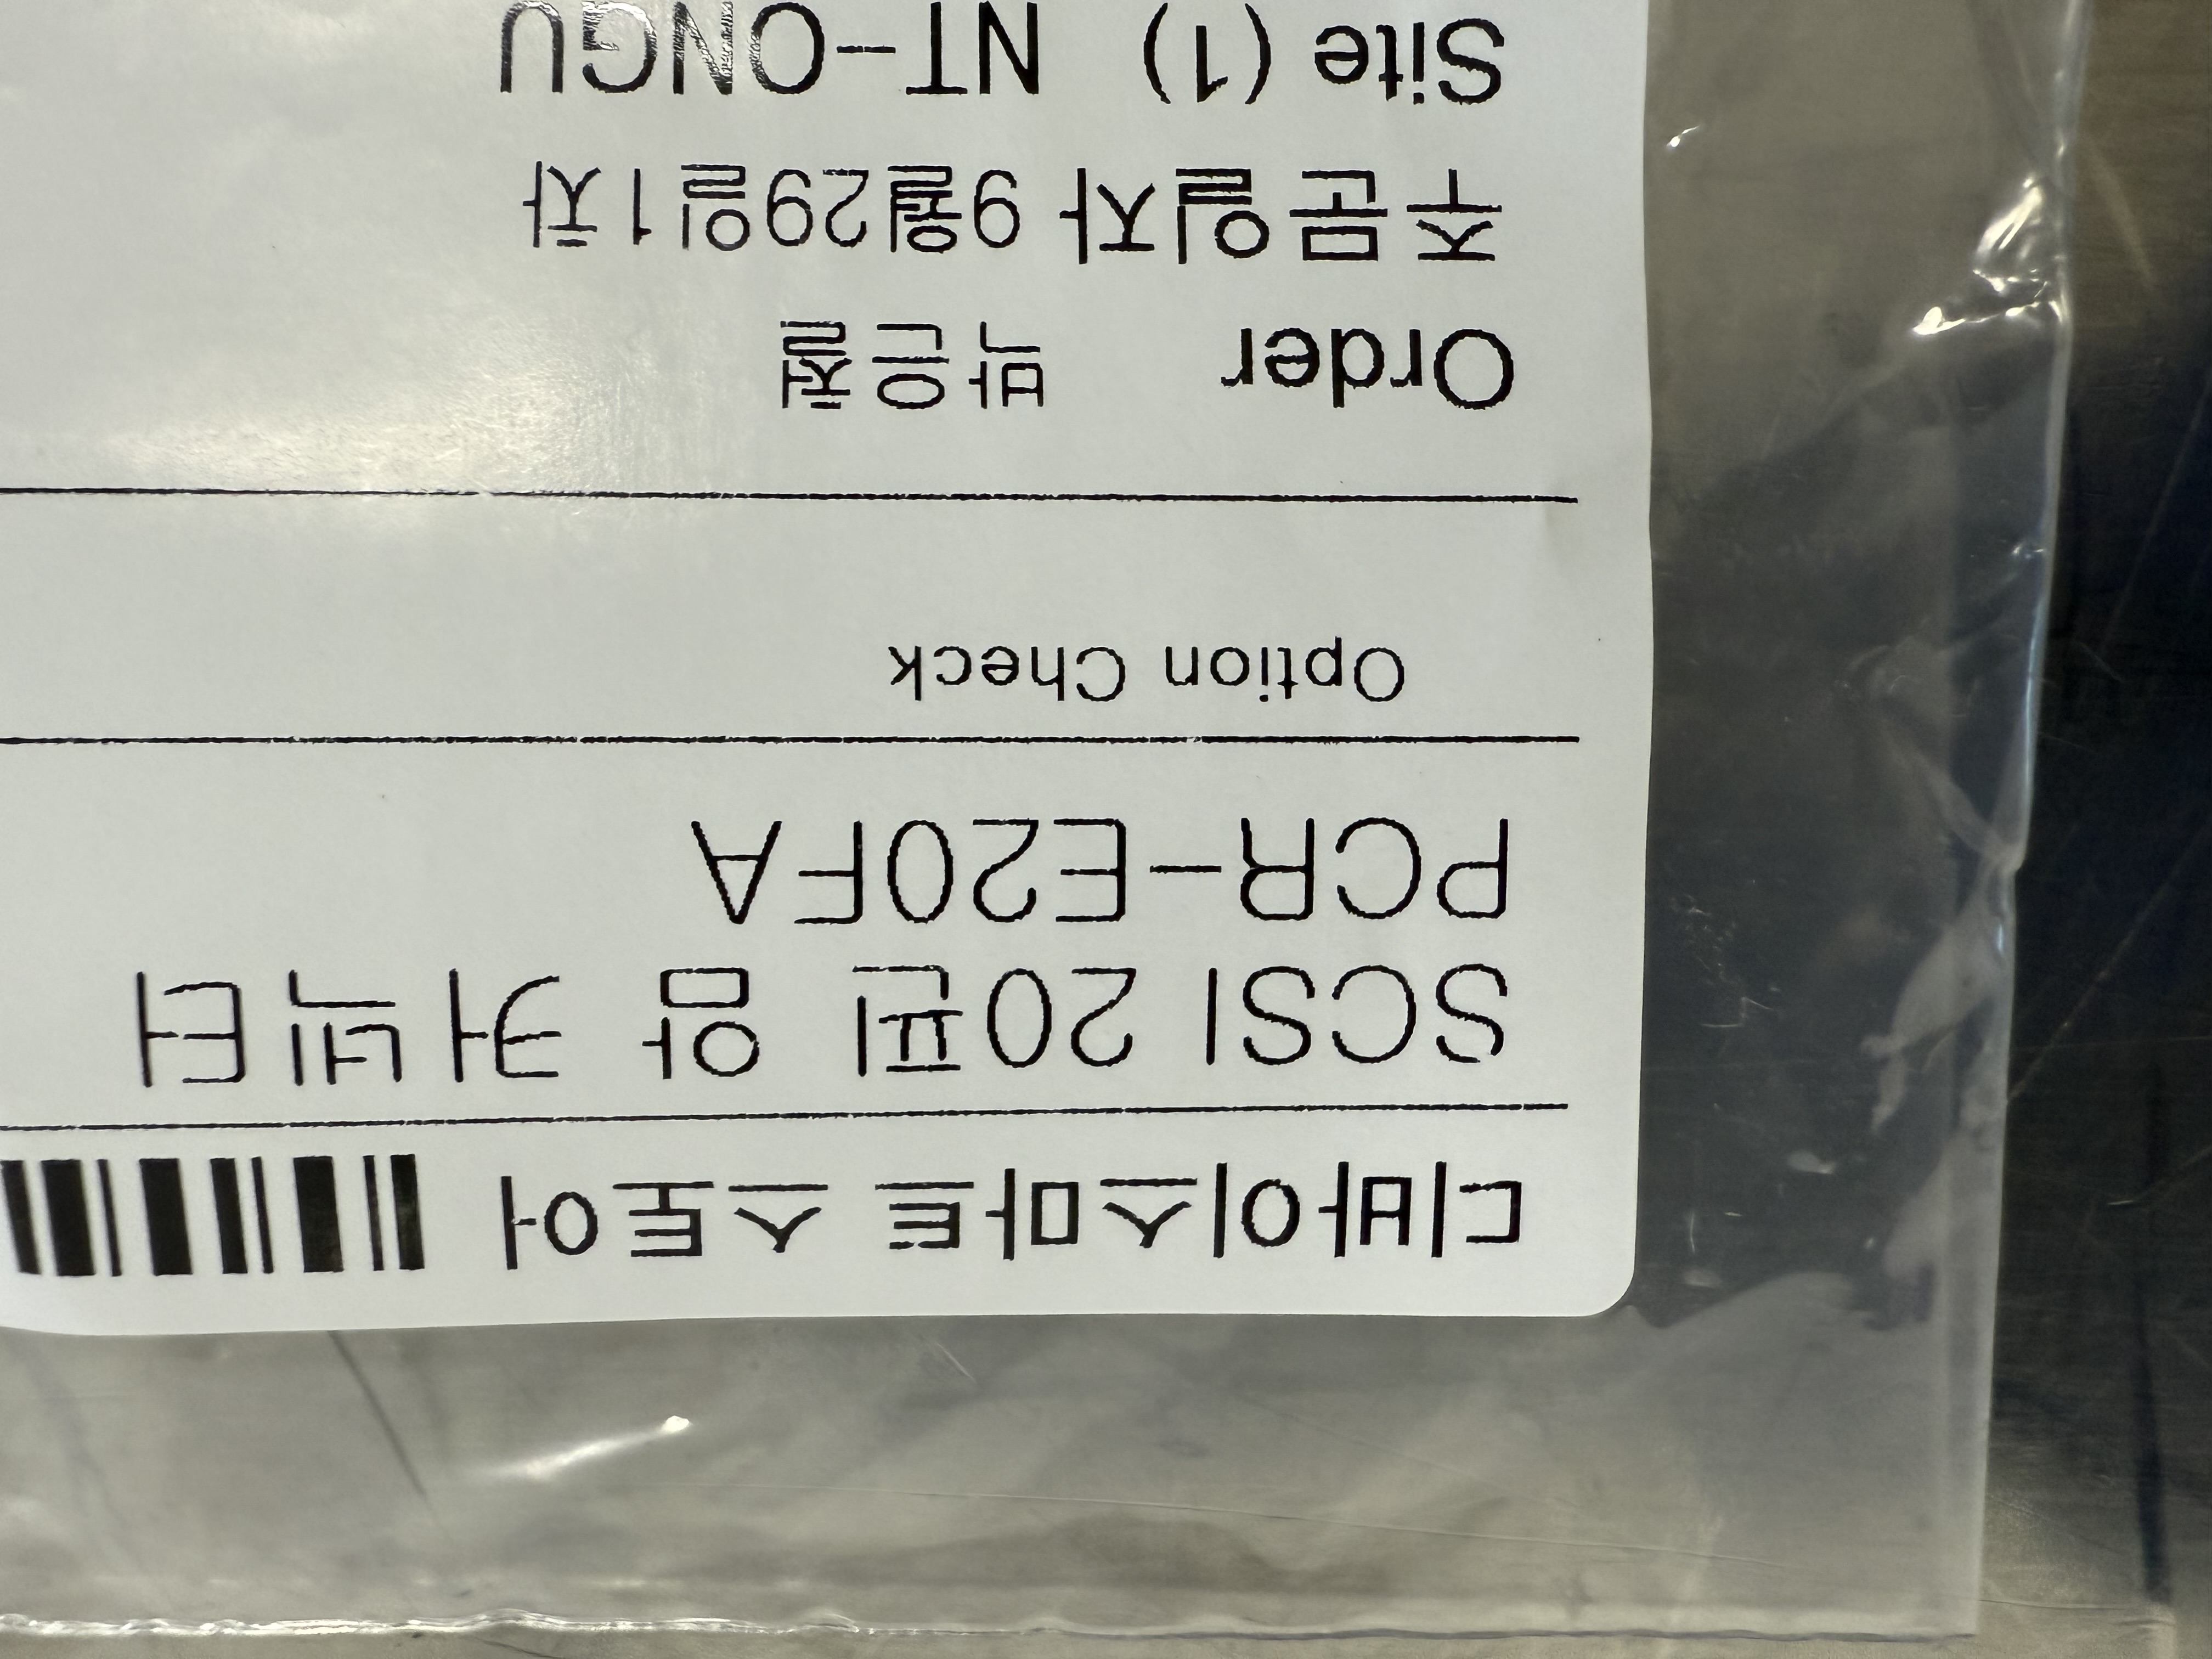 디바이스마트 스토어
SCSI 20핀 암 커넥터
PCR-E20FA
Option Check
Order 박은철
주문일자 9월29일1차
Site (1) NT-ONGU